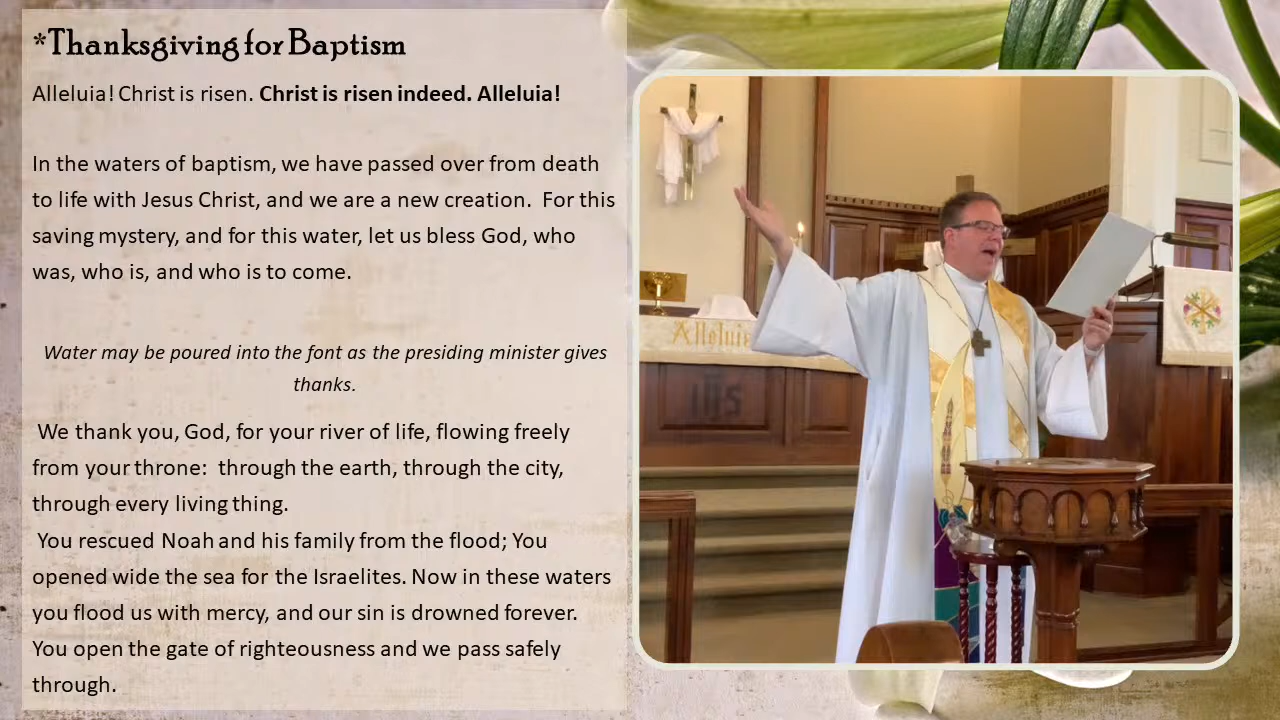 *Thanksgiving for Baptism
Alleluia! Christ is risen. Christ is risen indeed. Alleluia!
In the waters of baptism, we have passed over from death
to life with Jesus Christ, and we are a new creation. For this
saving mystery, and for this water, let us bless God, who
was, who is, and who is to come.
Water may be poured into the font as the presiding minister gives
thanks.
We thank you, God, for your river of life, flowing freely
from your throne: through the earth, through the city,
through every living thing.
You rescued Noah and his family from the flood; You
opened wide the sea for the Israelites. Now in these waters
you flood us with mercy, and our sin is drowned forever.
You open the gate of righteousness and we pass safely
through.
Alleluia
IHS